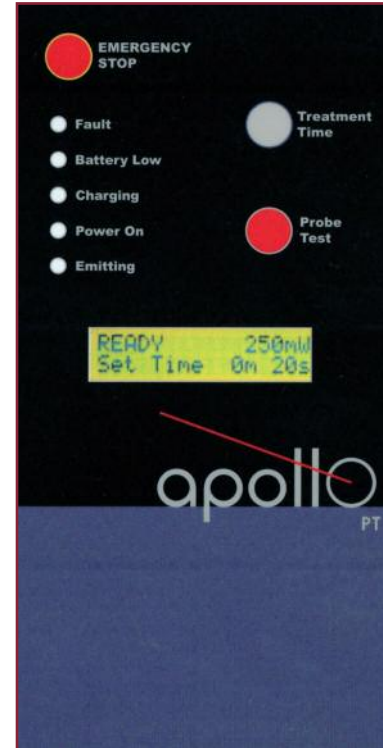 EMERGENCY
STOP
Fault
Treatment
Time
Battery Low
Charging
Power On
Probe
Test
Emitting
READY 250mW
Set Time 0m 20s
apollo
PT